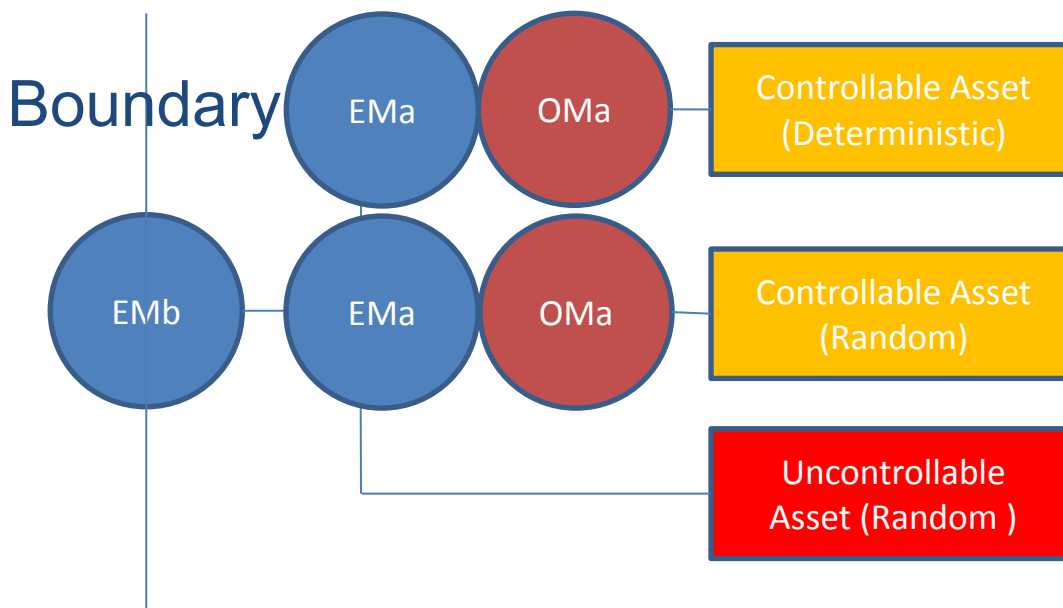 Boundary
EMa
OMa
Controllable Asset
(Deterministic)
EMb
EMa
OMa
Controllable Asset
(Random)
Uncontrollable
Asset (Random )